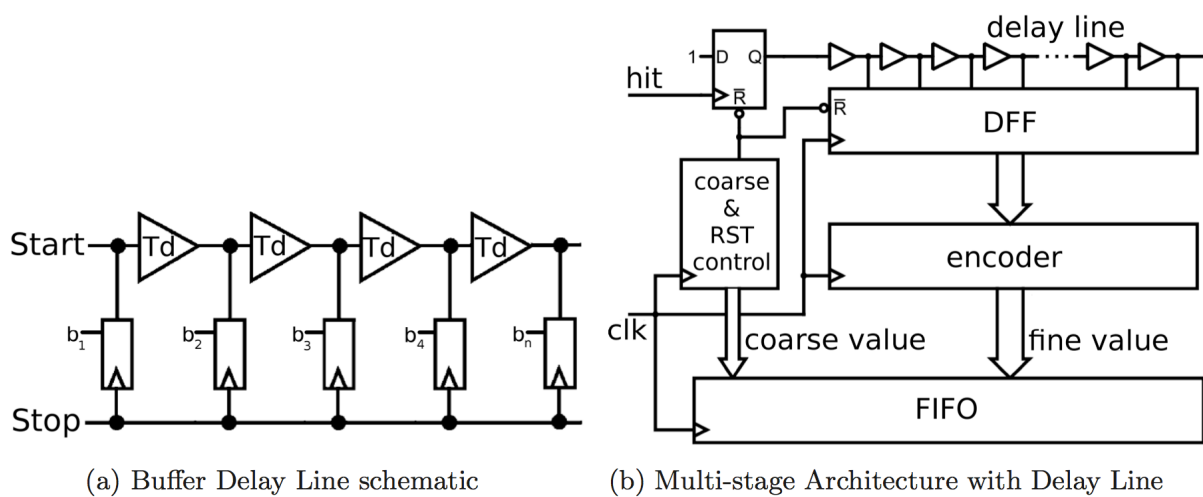 Start
Td
Td
Td
Td
b1
b2
b3
b4
bn
Stop
(a) Buffer Delay Line schematic
delay line
1
D
Q
R̅
hit
R̅
DFF
coarse
&
RST
control
encoder
clk
coarse value
fine value
FIFO
(b) Multi-stage Architecture with Delay Line